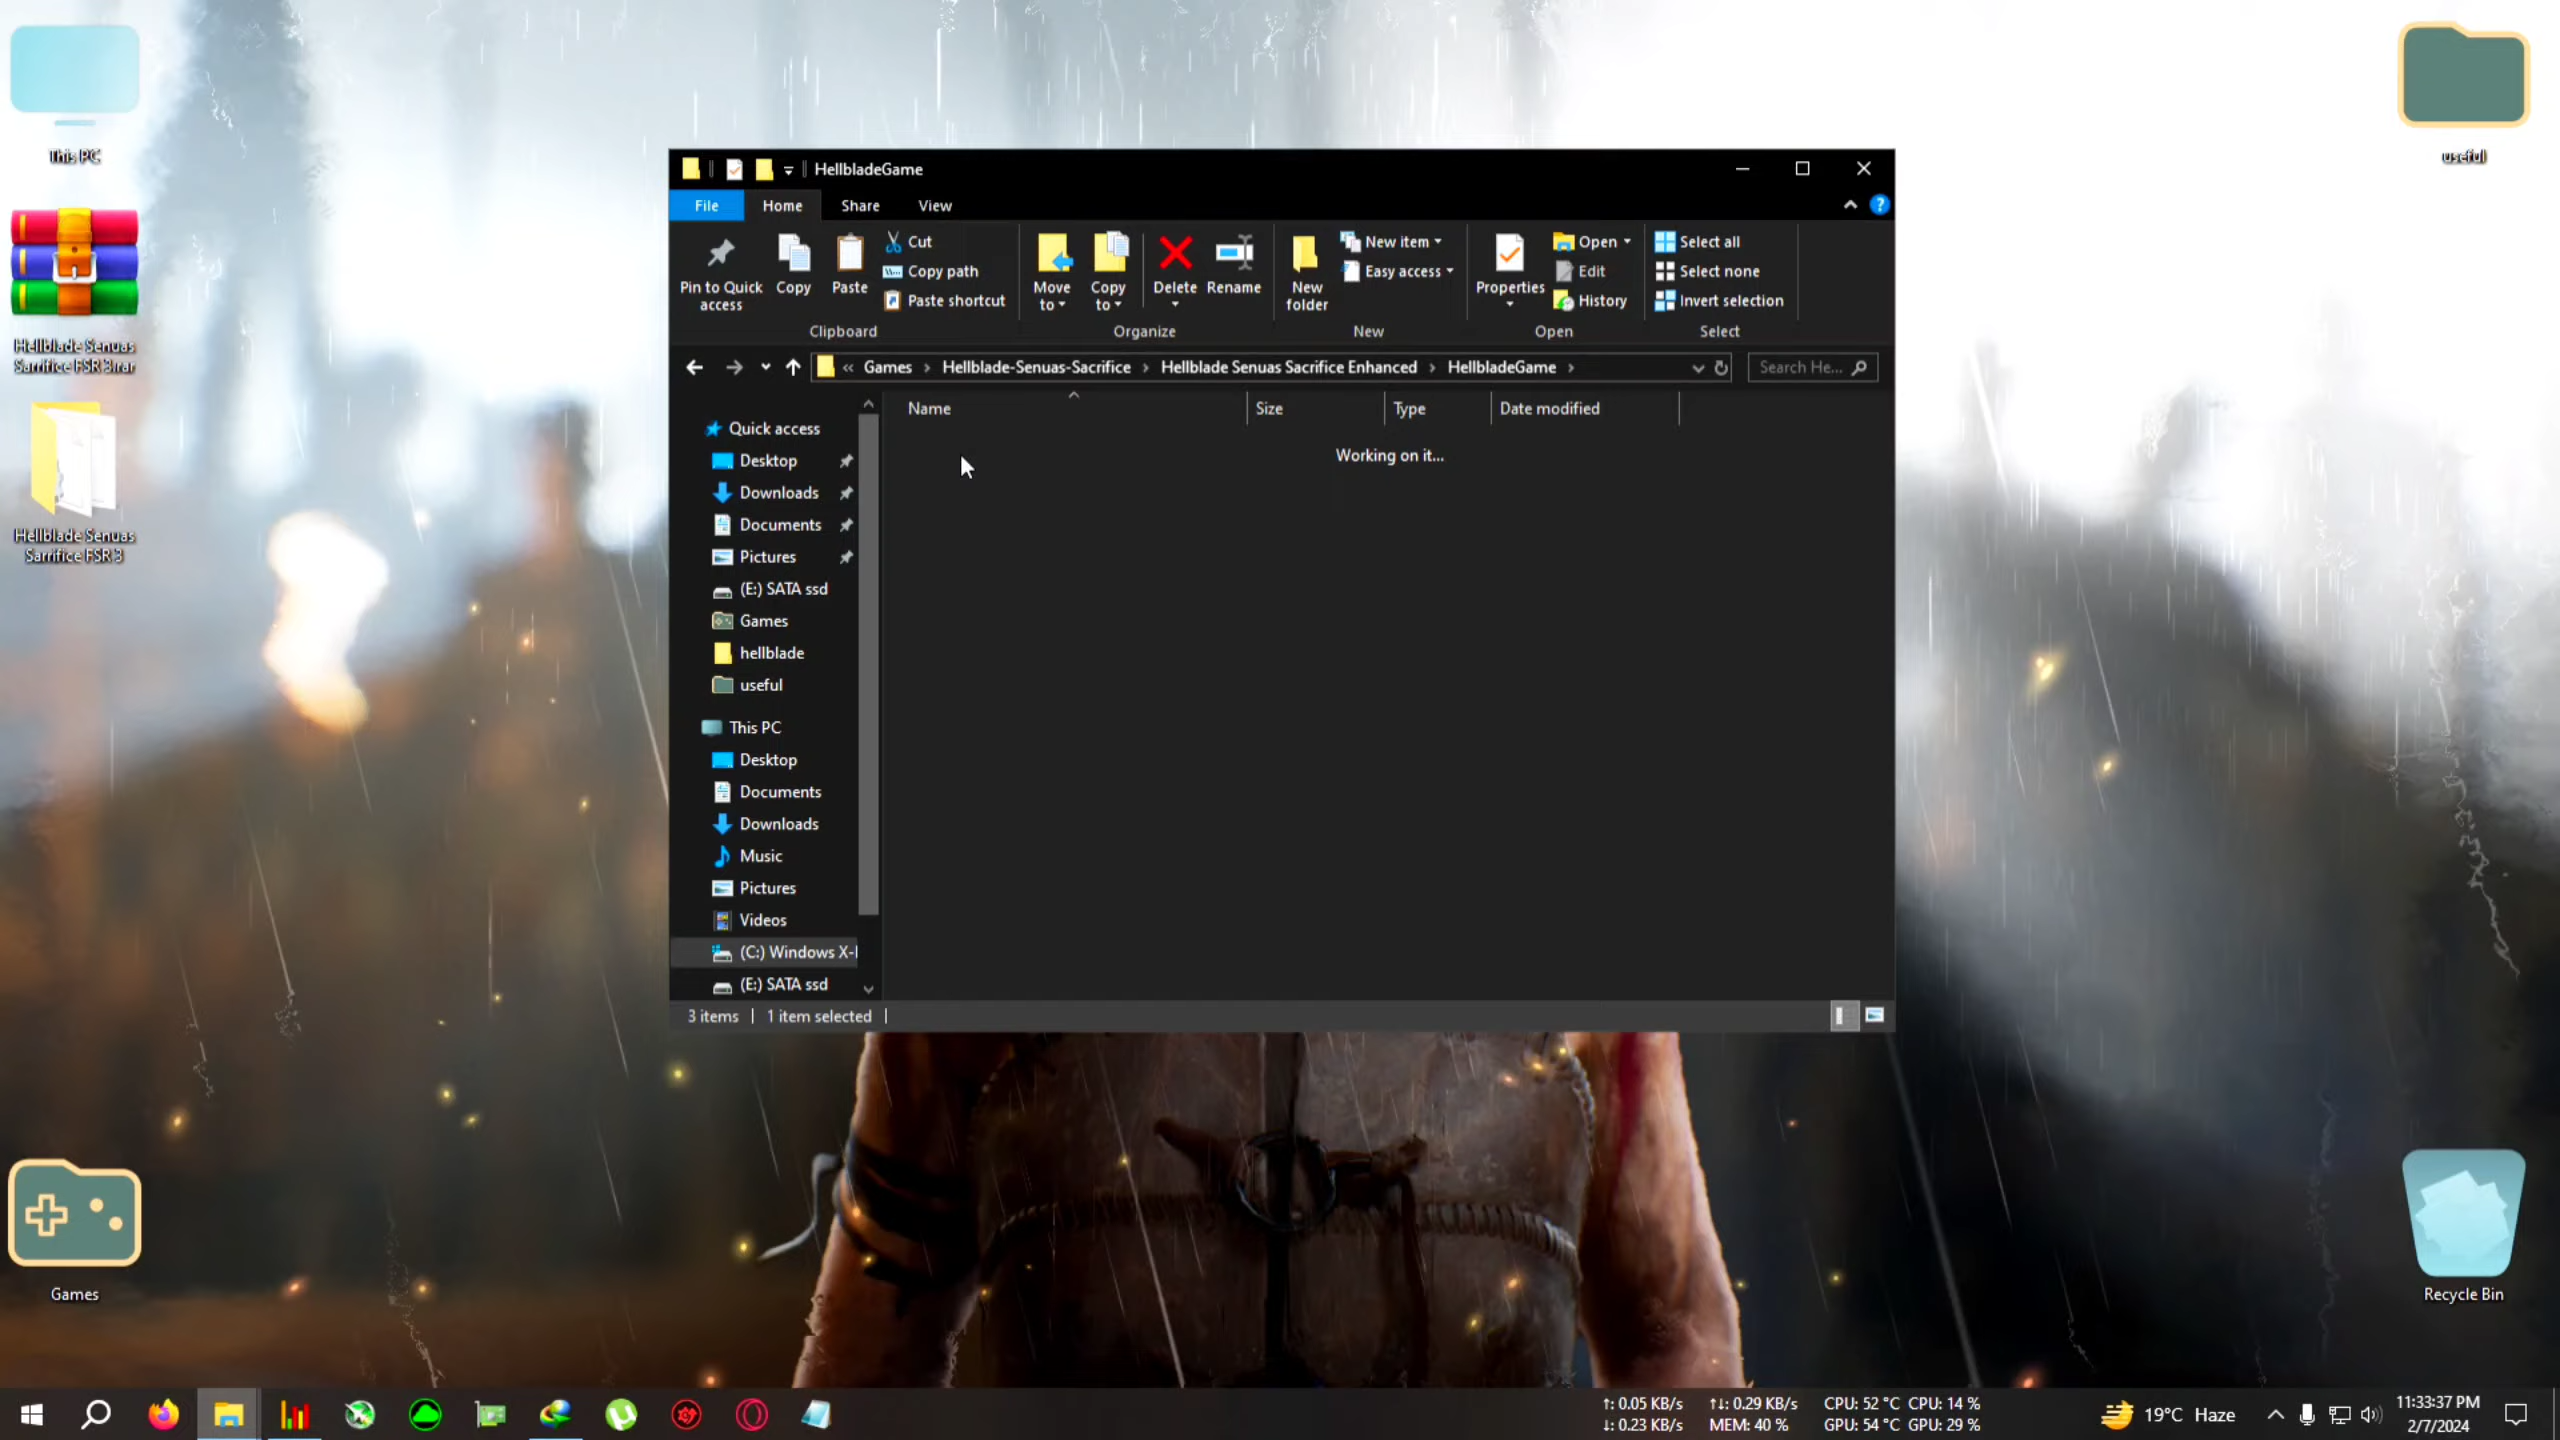 This PC
Hellblade Senuas
Sarrifice FSR 3.rar
Hellblade Senuas
Sarrifice FSR 3
Games
useful
Recycle Bin
HellbladeGame
File
Home
Share
View
Pin to Quick
access
Copy
Paste
Cut
Copy path
Paste shortcut
Clipboard
Move
to
Copy
to
Delete
Rename
Organize
New
folder
New item
Easy access
New
Properties
Open
Edit
History
Open
Select all
Select none
Invert selection
Select
« Games › Hellblade-Senuas-Sacrifice › Hellblade Senuas Sacrifice Enhanced › HellbladeGame ›
Search He...
Name
Size
Type
Date modified
Working on it...
Quick access
Desktop
Downloads
Documents
Pictures
(E:) SATA ssd
Games
hellblade
useful
This PC
Desktop
Documents
Downloads
Music
Pictures
Videos
(C:) Windows X-
(E:) SATA ssd
3 items
1 item selected
↑: 0.05 KB/s
↓: 0.23 KB/s
↑↓: 0.29 KB/s
MEM: 40 %
CPU: 52 °C CPU: 14 %
GPU: 54 °C GPU: 29 %
19°C Haze
11:33:37 PM
2/7/2024